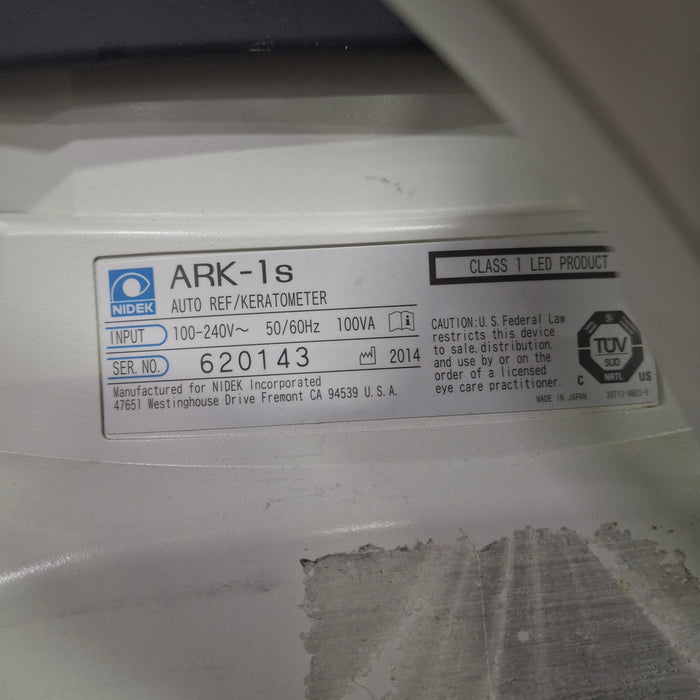 NIDEK
ARK-1s
AUTO REF/KERATOMETER
INPUT 100-240V~ 50/60Hz 100VA
SER. NO. 620143 2014
Manufactured for NIDEK Incorporated
47651 Westinghouse Drive Fremont CA 94539 U.S.A.
CLASS 1 LED PRODUCT
CAUTION:U.S. Federal Law
restricts this device
to sale, distribution,
and use by or on the
order of a licensed
eye care practitioner.
TÜV
SUD
NRTL
C US
MADE IN JAPAN